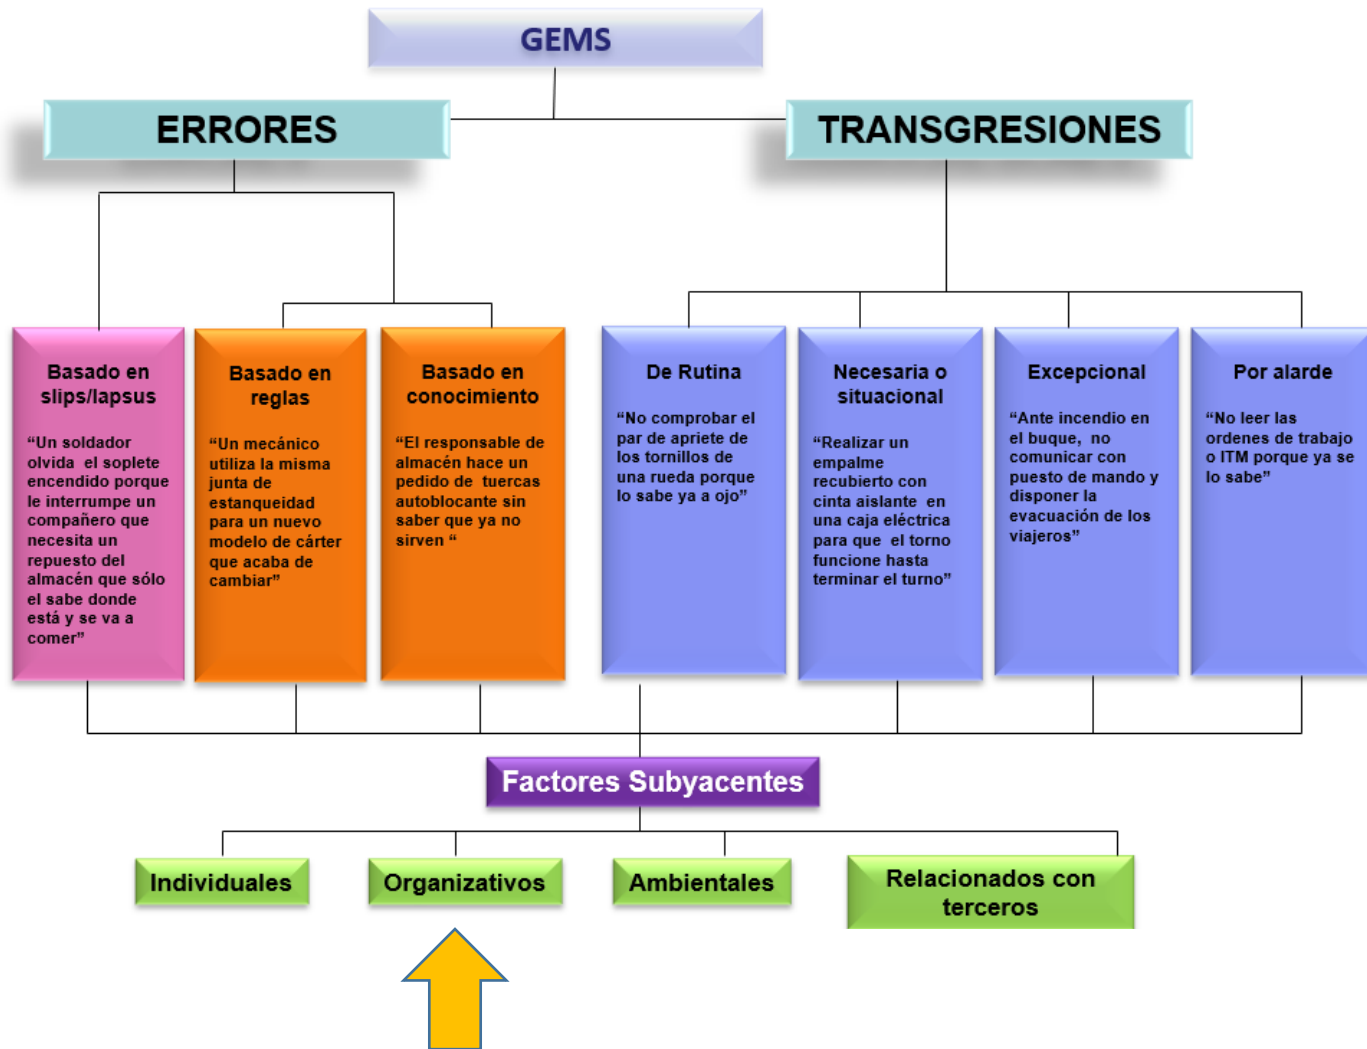 GEMS
ERRORES
TRANSGRESIONES
Basado en
slips/lapsus
“Un soldador
olvida el soplete
encendido porque
le interrumpe un
compañero que
necesita un
repuesto del
almacén que sólo
el sabe donde
está y se va a
comer”
Basado en
reglas
“Un mecánico
utiliza la misma
junta de
estanqueidad
para un nuevo
modelo de cárter
que acaba de
cambiar”
Basado en
conocimiento
“El responsable de
almacén hace un
pedido de tuercas
autoblocante sin
saber que ya no
sirven “
De Rutina
“No comprobar el
par de apriete de
los tornillos de
una rueda porque
lo sabe ya a ojo”
Necesaria o
situacional
“Realizar un
empalme
recubierto con
cinta aislante en
una caja eléctrica
para que el torno
funcione hasta
terminar el turno”
Excepcional
“Ante incendio en
el buque, no
comunicar con
puesto de mando y
disponer la
evacuación de los
viajeros”
Por alarde
“No leer las
ordenes de trabajo
o ITM porque ya se
lo sabe”
Factores Subyacentes
Individuales
Organizativos
Ambientales
Relacionados con
terceros